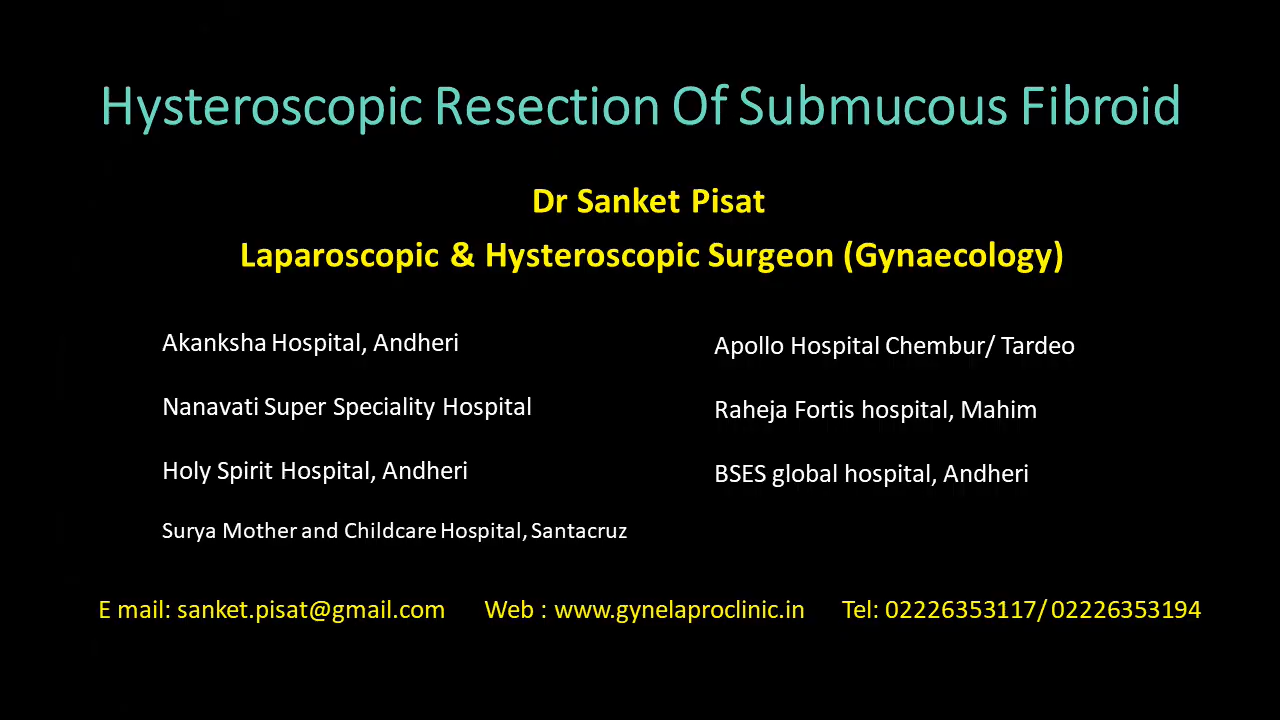 Hysteroscopic Resection Of Submucous Fibroid
Dr Sanket Pisat
Laparoscopic & Hysteroscopic Surgeon (Gynaecology)
Akanksha Hospital, Andheri
Nanavati Super Speciality Hospital
Holy Spirit Hospital, Andheri
Surya Mother and Childcare Hospital, Santacruz
Apollo Hospital Chembur/ Tardeo
Raheja Fortis hospital, Mahim
BSES global hospital, Andheri
E mail: sanket.pisat@gmail.com Web : www.gynelaproclinic.in Tel: 02226353117/ 02226353194